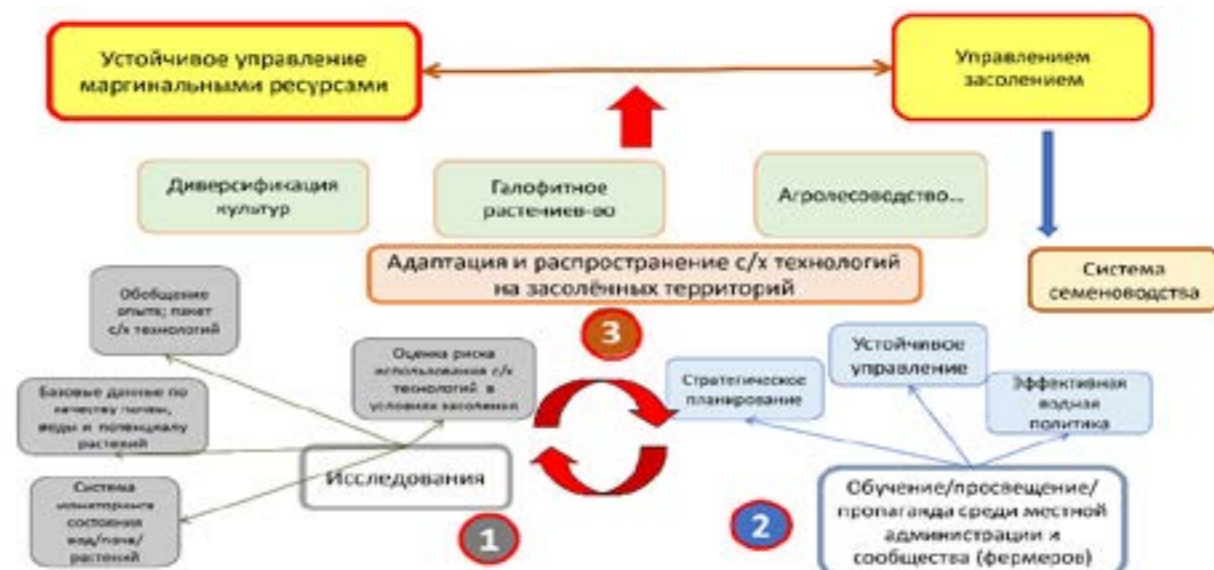 Устойчивое управление
маргинальными ресурсами
Управлением
засолением
Диверсификация
культур
Галофитное
растениев-во
Агролесоводство...
Адаптация и распространение с/х технологий
на засолённых территорий
Система
семеноводства
3
Обобщение
опыта; пакет
с/х технологий
Оценка риска
использования с/х
технологий в
условиях засоления
Базовые данные по
качеству почвы,
воды и потенциалу
растений
Система
мониторинга
состояния
вод/почв/
растений
Исследования
1
Стратегическое
планирование
Устойчивое
управление
Эффективная
водная
политика
2
Обучение/просвещение/
пропаганда среди местной
администрации и
сообщества (фермеров)